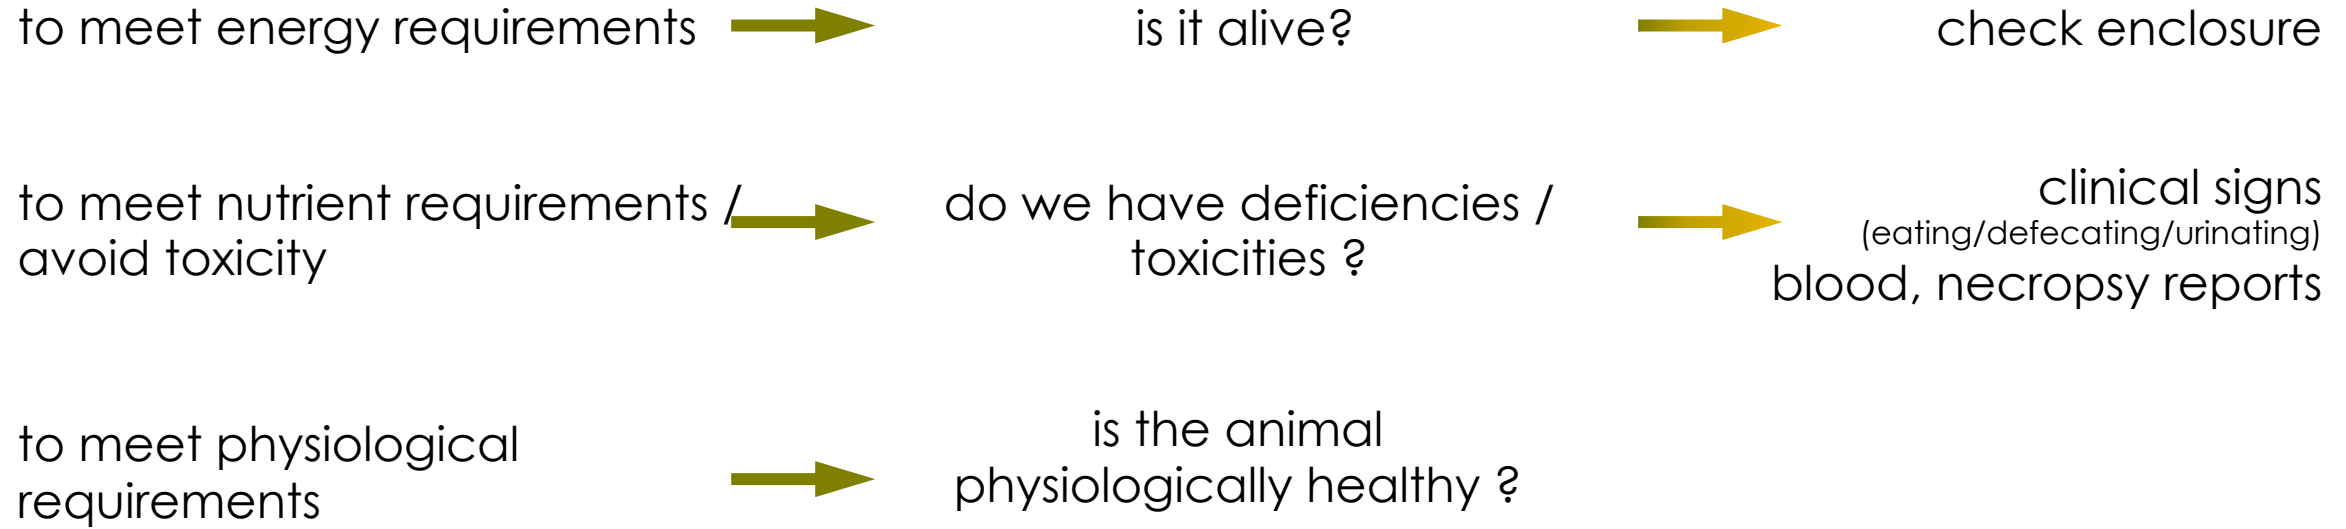 to meet energy requirements
is it alive?
check enclosure
to meet nutrient requirements /
avoid toxicity
do we have deficiencies /
toxicities ?
clinical signs
(eating/defecating/urinating)
blood, necropsy reports
to meet physiological
requirements
is the animal
physiologically healthy ?